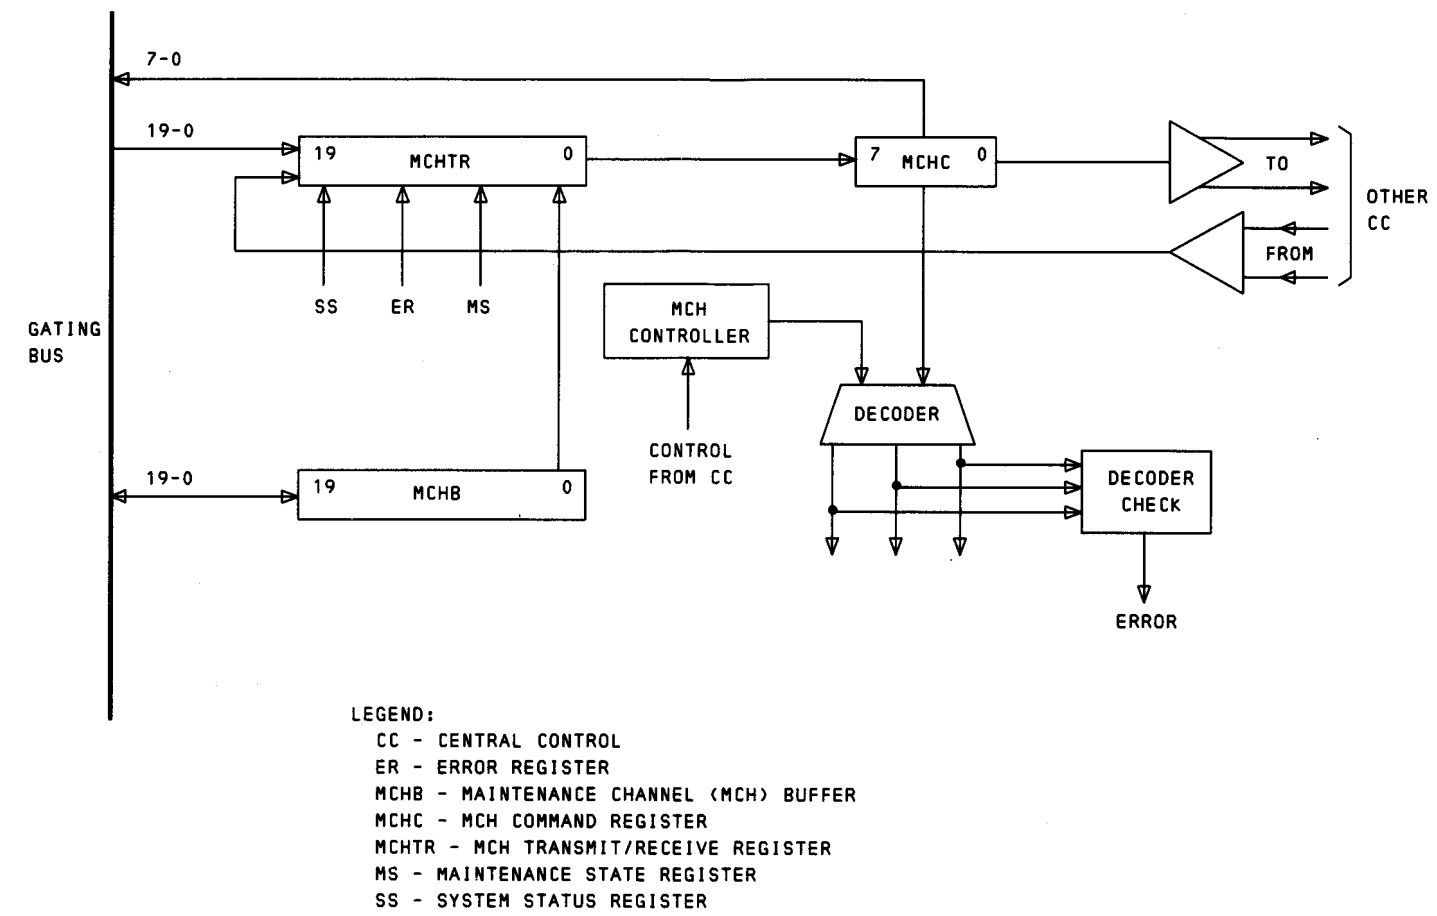 7-0
19-0
19 MCHTR 0
7 MCHC 0
TO
OTHER
CC
FROM
SS ER MS
MCH
CONTROLLER
GATING
BUS
DECODER
CONTROL
FROM CC
19-0
19 MCHB 0
DECODER
CHECK
ERROR
LEGEND:
CC - CENTRAL CONTROL
ER - ERROR REGISTER
MCHB - MAINTENANCE CHANNEL (MCH) BUFFER
MCHC - MCH COMMAND REGISTER
MCHTR - MCH TRANSMIT/RECEIVE REGISTER
MS - MAINTENANCE STATE REGISTER
SS - SYSTEM STATUS REGISTER